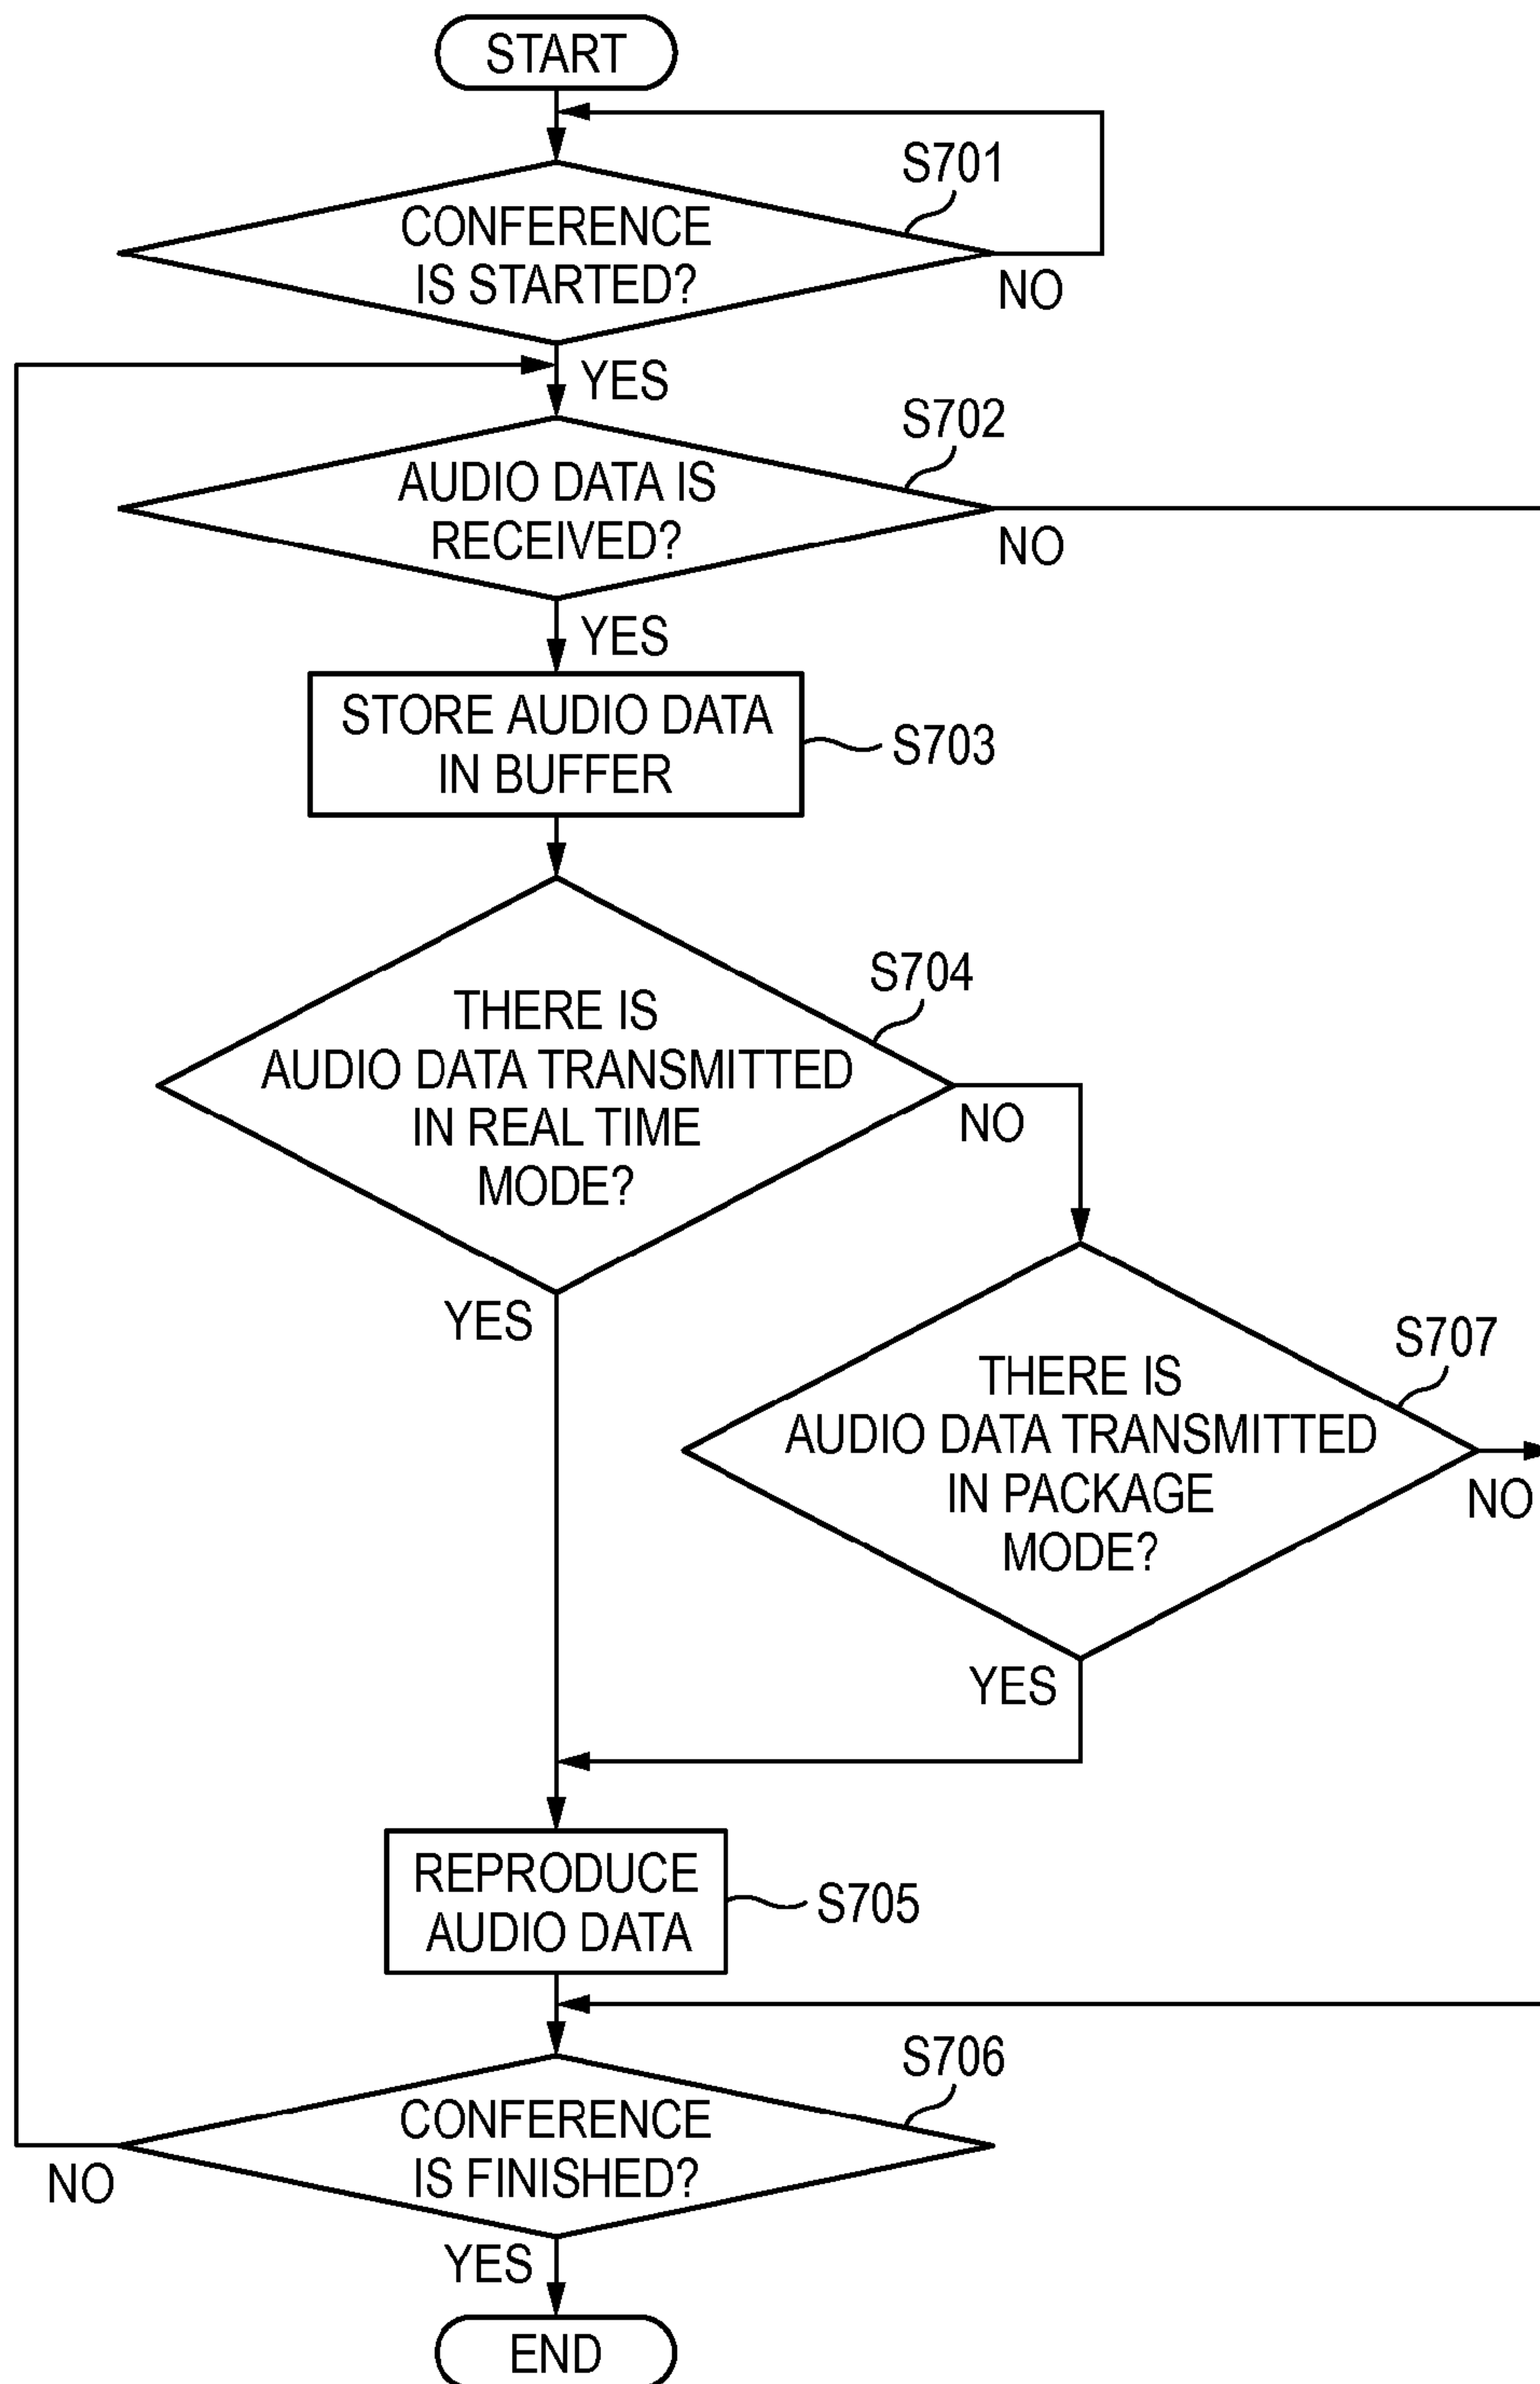 START
S701
CONFERENCE
IS STARTED?
NO
YES
S702
AUDIO DATA IS
RECEIVED?
NO
YES
STORE AUDIO DATA
IN BUFFER
S703
S704
THERE IS
AUDIO DATA TRANSMITTED
IN REAL TIME
MODE?
NO
YES
S707
THERE IS
AUDIO DATA TRANSMITTED
IN PACKAGE
MODE?
NO
YES
REPRODUCE
AUDIO DATA
S705
S706
CONFERENCE
IS FINISHED?
NO
YES
END